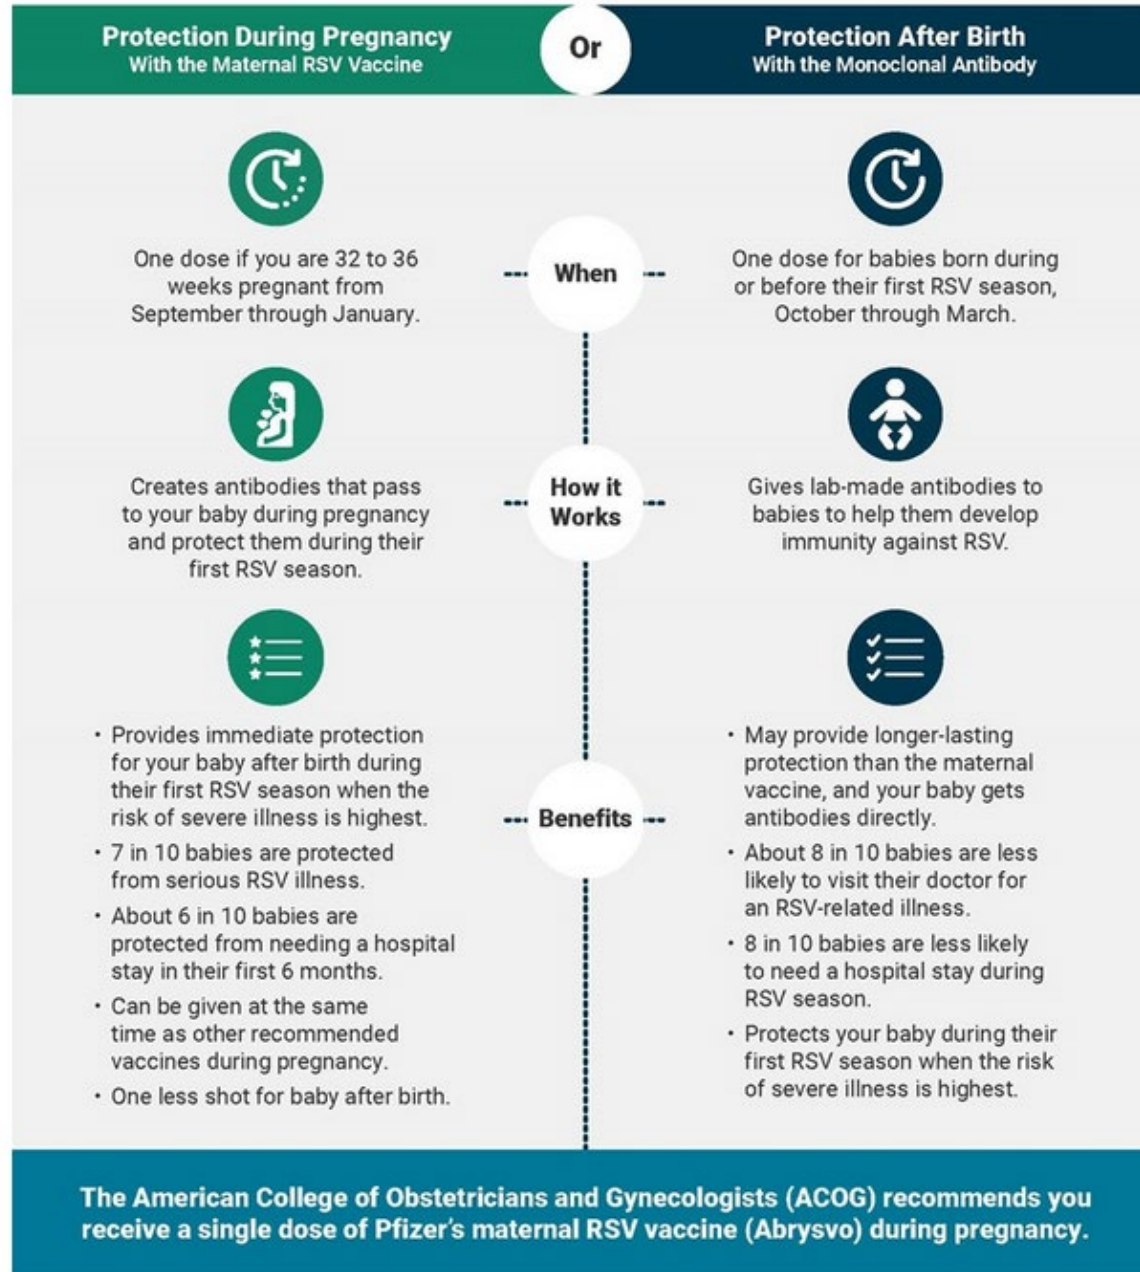 Protection During Pregnancy
With the Maternal RSV Vaccine
Or
Protection After Birth
With the Monoclonal Antibody
One dose if you are 32 to 36
weeks pregnant from
September through January.
When
One dose for babies born during
or before their first RSV season,
October through March.
Creates antibodies that pass
to your baby during pregnancy
and protect them during their
first RSV season.
How it
Works
Gives lab-made antibodies to
babies to help them develop
immunity against RSV.
• Provides immediate protection
for your baby after birth during
their first RSV season when the
risk of severe illness is highest.
• 7 in 10 babies are protected
from serious RSV illness.
• About 6 in 10 babies are
protected from needing a hospital
stay in their first 6 months.
• Can be given at the same
time as other recommended
vaccines during pregnancy.
• One less shot for baby after birth.
Benefits
• May provide longer-lasting
protection than the maternal
vaccine, and your baby gets
antibodies directly.
• About 8 in 10 babies are less
likely to visit their doctor for
an RSV-related illness.
• 8 in 10 babies are less likely
to need a hospital stay during
RSV season.
• Protects your baby during their
first RSV season when the risk
of severe illness is highest.
The American College of Obstetricians and Gynecologists (ACOG) recommends you
receive a single dose of Pfizer's maternal RSV vaccine (Abrysvo) during pregnancy.